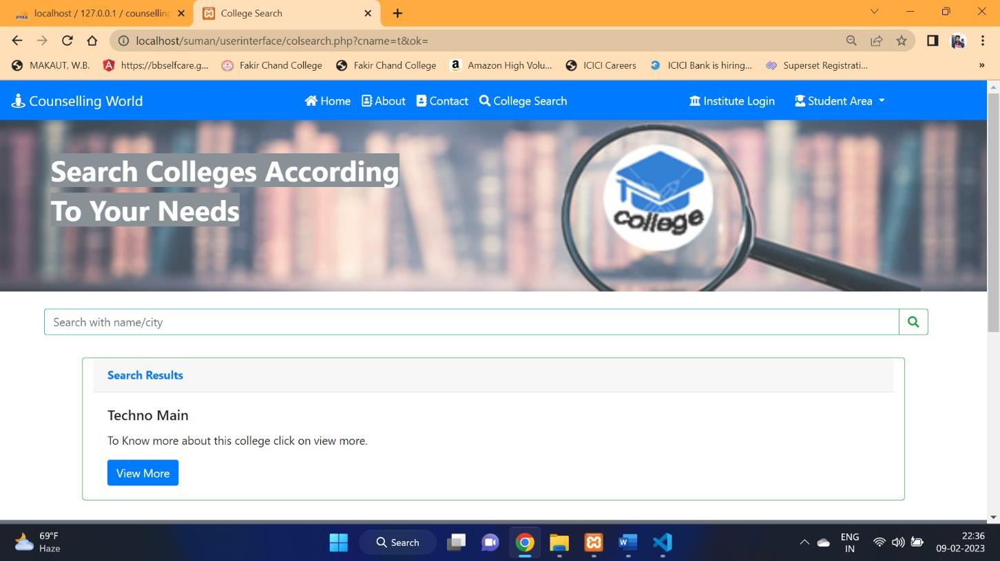 PMA localhost / 127.0.0.1 / counselling
College Search
localhost/suman/userinterface/colsearch.php?cname=t&ok=
MAKAUT, W.B.
https://bbselfcare.g...
Fakir Chand College
Fakir Chand College
a Amazon High Volu...
ICICI Careers
ICICI Bank is hiring...
Superset Registrati...
»
Counselling World
Home
About
Contact
College Search
Institute Login
Student Area
Search Colleges According
To Your Needs
college
Search with name/city
Search Results
Techno Main
To Know more about this college click on view more.
View More
69°F
Haze
Search
W
ENG
IN
22:36
09-02-2023